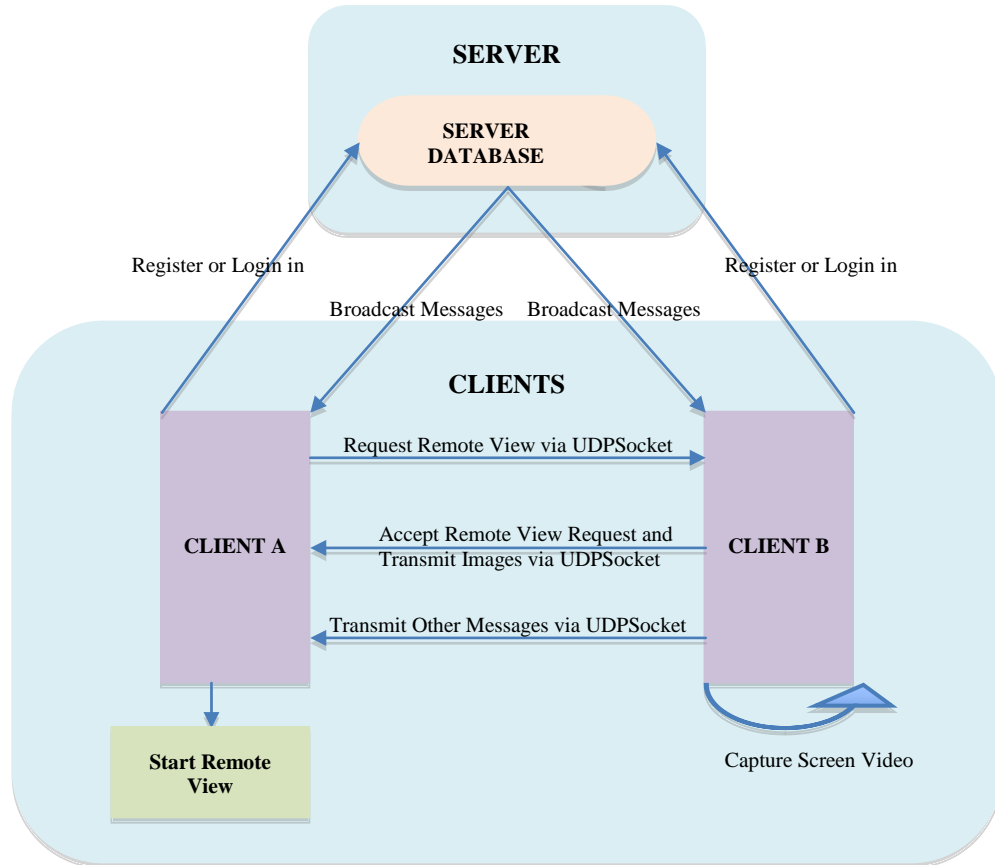 SERVER
SERVER
DATABASE
Register or Login in
Register or Login in
Broadcast Messages
Broadcast Messages
CLIENTS
Request Remote View via UDPSocket
CLIENT A
Accept Remote View Request and
Transmit Images via UDPSocket
CLIENT B
Transmit Other Messages via UDPSocket
Start Remote
View
Capture Screen Video